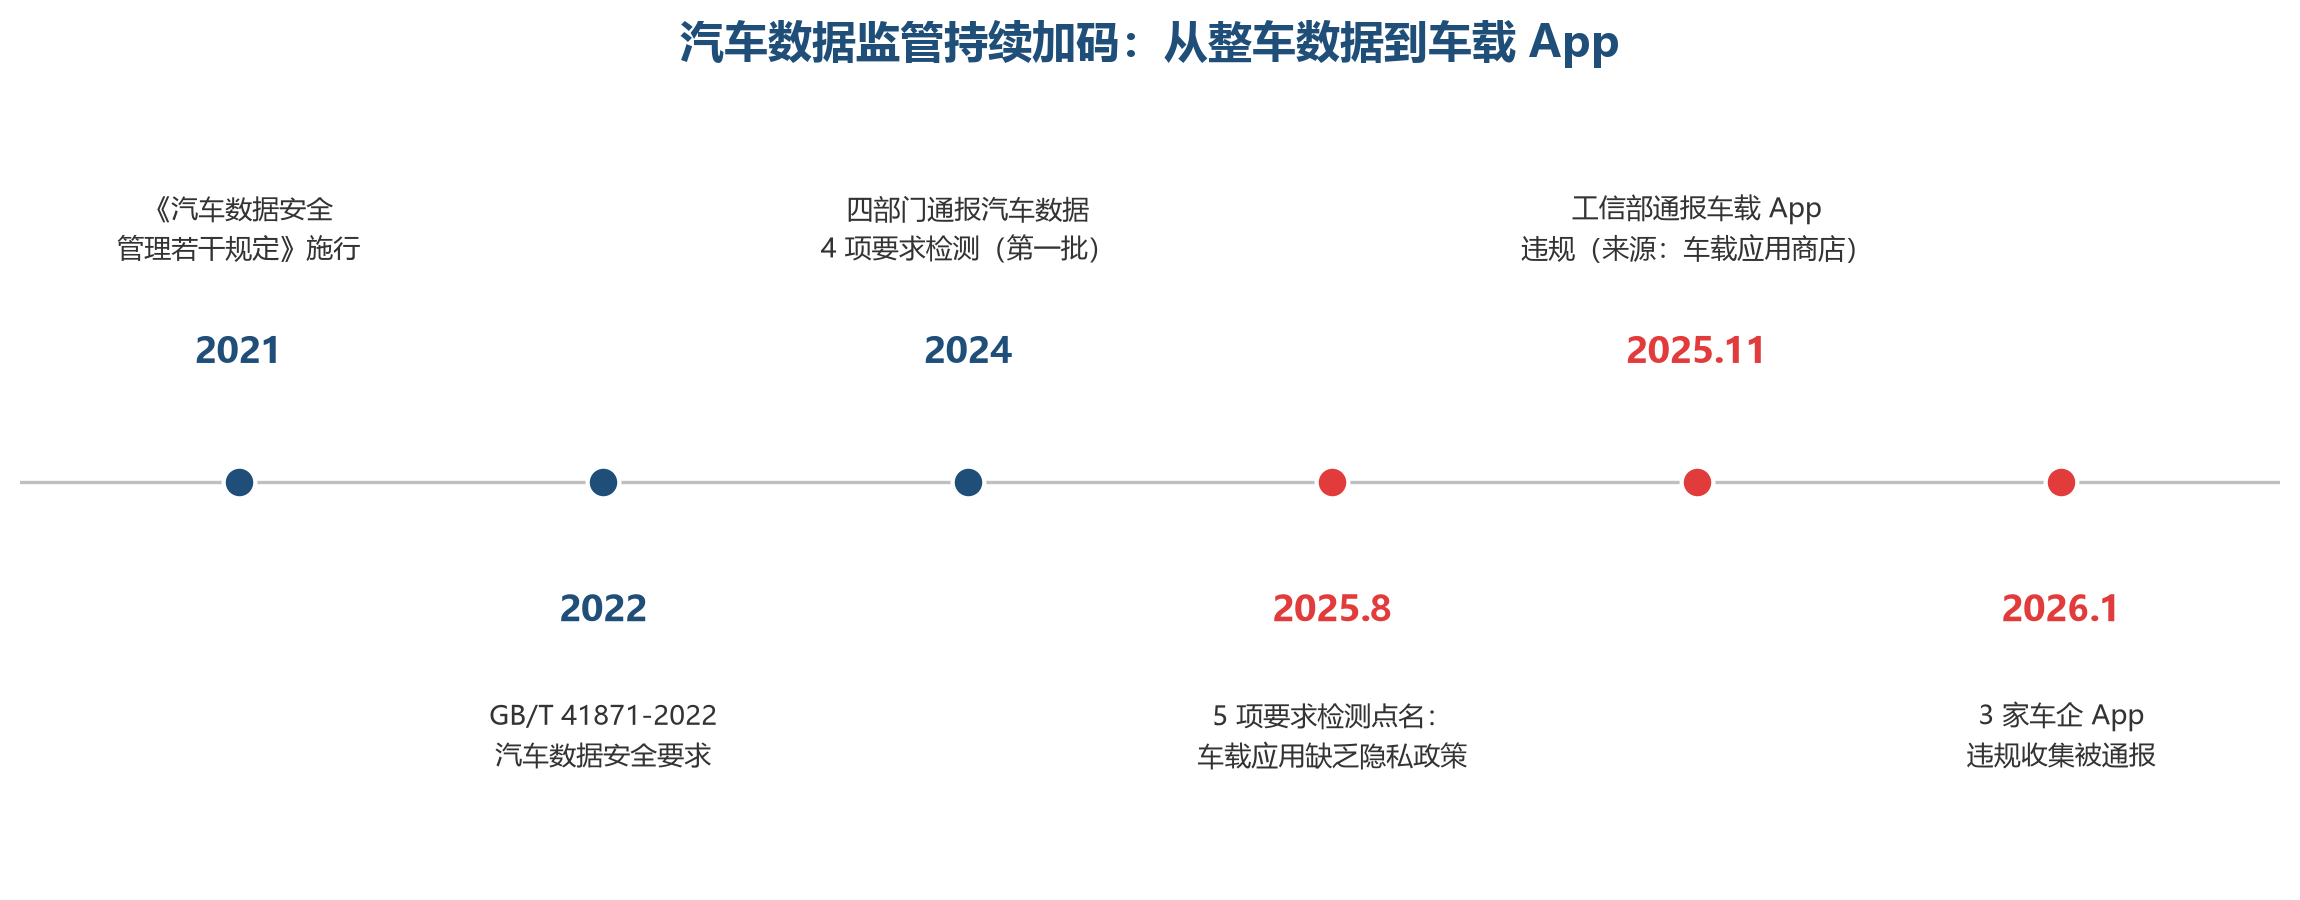 汽车数据监管持续加码：从整车数据到车载 App
《汽车数据安全
管理若干规定》施行
2021
2022
GB/T 41871-2022
汽车数据安全要求
四部门通报汽车数据
4 项要求检测（第一批）
2024
2025.8
5 项要求检测点名：
车载应用缺乏隐私政策
工信部通报车载 App
违规（来源：车载应用商店）
2025.11
2026.1
3 家车企 App
违规收集被通报